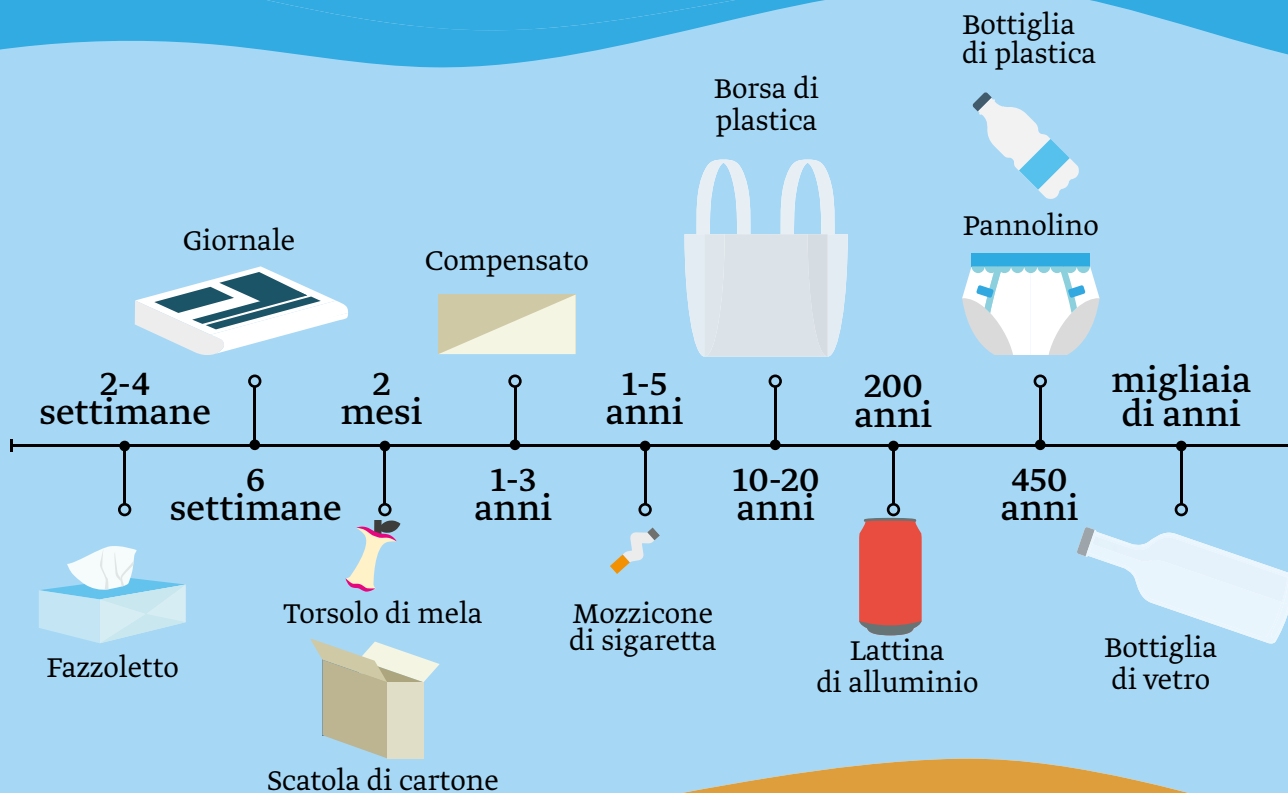 Bottiglia
di plastica
Borsa di
plastica
Pannolino
Giornale
Compensato
2-4
settimane
2
mesi
1-5
anni
200
anni
migliaia
di anni
6
settimane
1-3
anni
10-20
anni
450
anni
Fazzoletto
Torsolo di mela
Scatola di cartone
Mozzicone
di sigaretta
Lattina
di alluminio
Bottiglia
di vetro